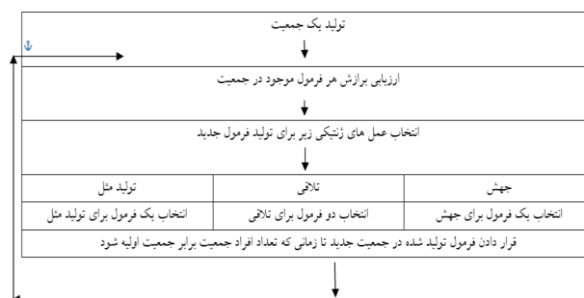 تولید یک جمعیت
ارزیابی برازش هر فرمول موجود در جمعیت
انتخاب عمل های ژنتیکی زیر برای تولید فرمول جدید
جهش
تلاقی
تولید مثل
انتخاب یک فرمول برای جهش
انتخاب دو فرمول برای تلاقی
انتخاب یک فرمول برای تولید مثل
قرار دادن فرمول تولید شده در جمعیت جدید تا زمانی که تعداد افراد جمعیت برابر جمعیت اولیه شود